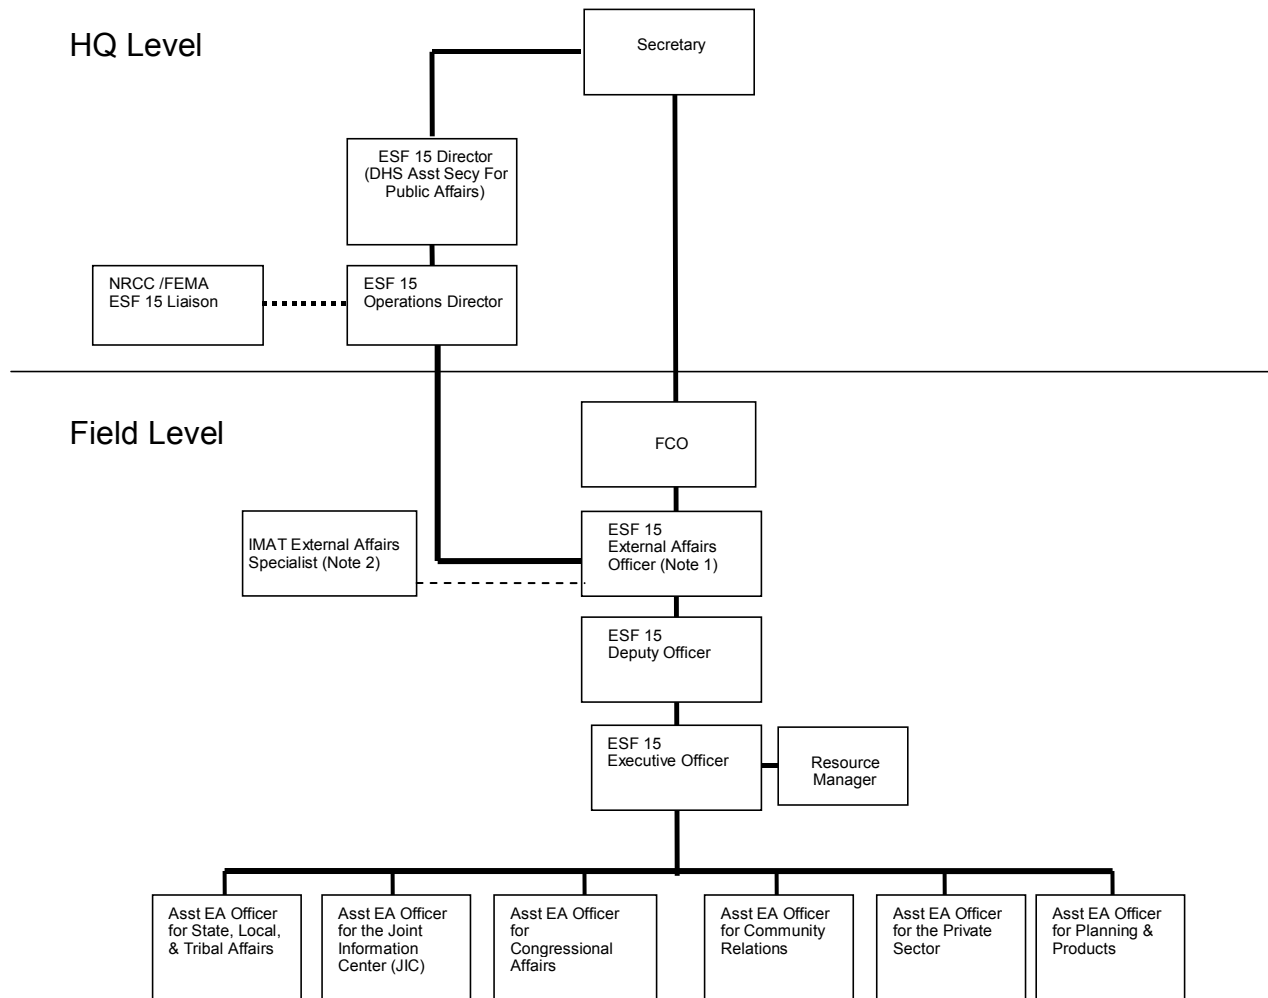 HQ Level
Secretary
ESF 15 Director
(DHS Asst Secy For
Public Affairs)
NRCC /FEMA
ESF 15 Liaison
ESF 15
Operations Director
Field Level
FCO
IMAT External Affairs
Specialist (Note 2)
ESF 15
External Affairs
Officer (Note 1)
ESF 15
Deputy Officer
ESF 15
Executive Officer
Resource
Manager
Asst EA Officer
for State, Local,
& Tribal Affairs
Asst EA Officer
for the Joint
Information
Center (JIC)
Asst EA Officer
for
Congressional
Affairs
Asst EA Officer
for Community
Relations
Asst EA Officer
for the Private
Sector
Asst EA Officer
for Planning &
Products